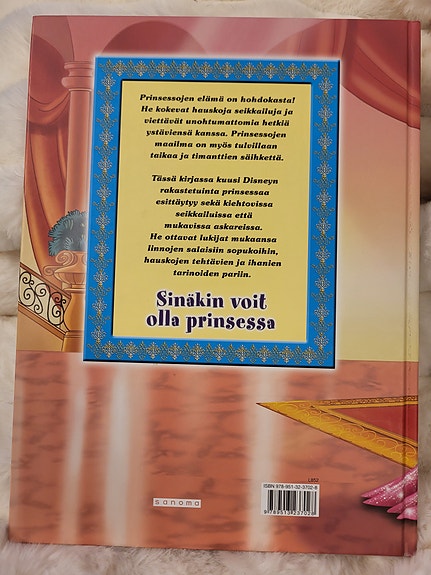 Prinsessojen elämä on hohdokasta!
He kokevat hauskoja seikkailuja ja
viettävät unohtumattomia hetkiä
ystäviensä kanssa. Prinsessojen
maailma on myös tulvillaan
taikaa ja timanttien säihkettä.
Tässä kirjassa kuusi Disneyn
rakastetuinta prinsessaa
esittäytyy sekä kiehtovissa
seikkailuissa että
mukavissa askareissa.
He ottavat lukijat mukaansa
linnojen salaisiin sopukoihin,
hauskojen tehtävien ja ihanien
tarinoiden pariin.
Sinäkin voit
olla prinsessa
L852
ISBN 978-951-32-3702-8
9789513237028
sanoma